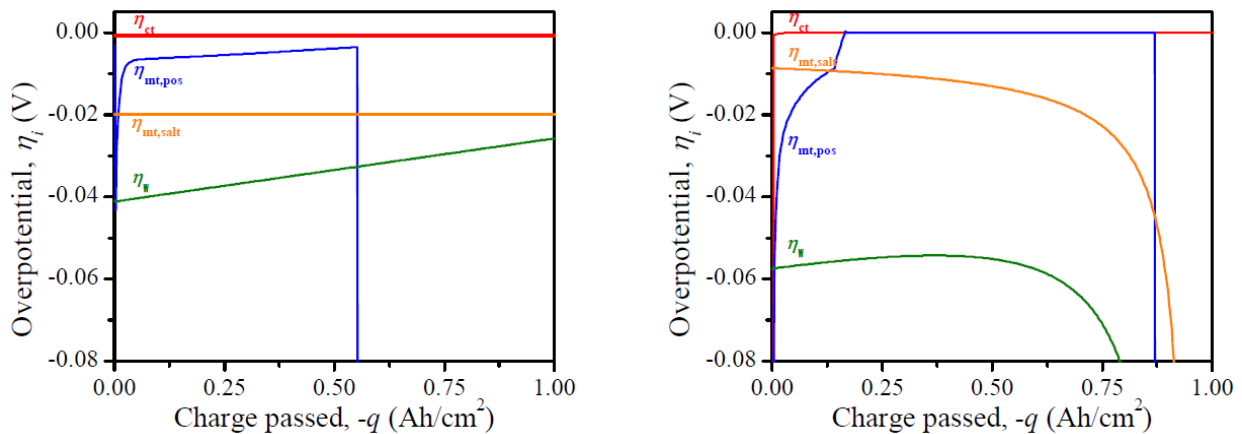 0.00
-0.02
-0.04
-0.06
-0.08
Overpotential, ηi (V)
ηct
ηmt,pos
ηmt,salt
ηW
0.00 0.25 0.50 0.75 1.00
Charge passed, -q (Ah/cm²)
0.00
-0.02
-0.04
-0.06
-0.08
Overpotential, ηi (V)
ηct
ηmt,salt
ηmt,pos
ηW
0.00 0.25 0.50 0.75 1.00
Charge passed, -q (Ah/cm²)